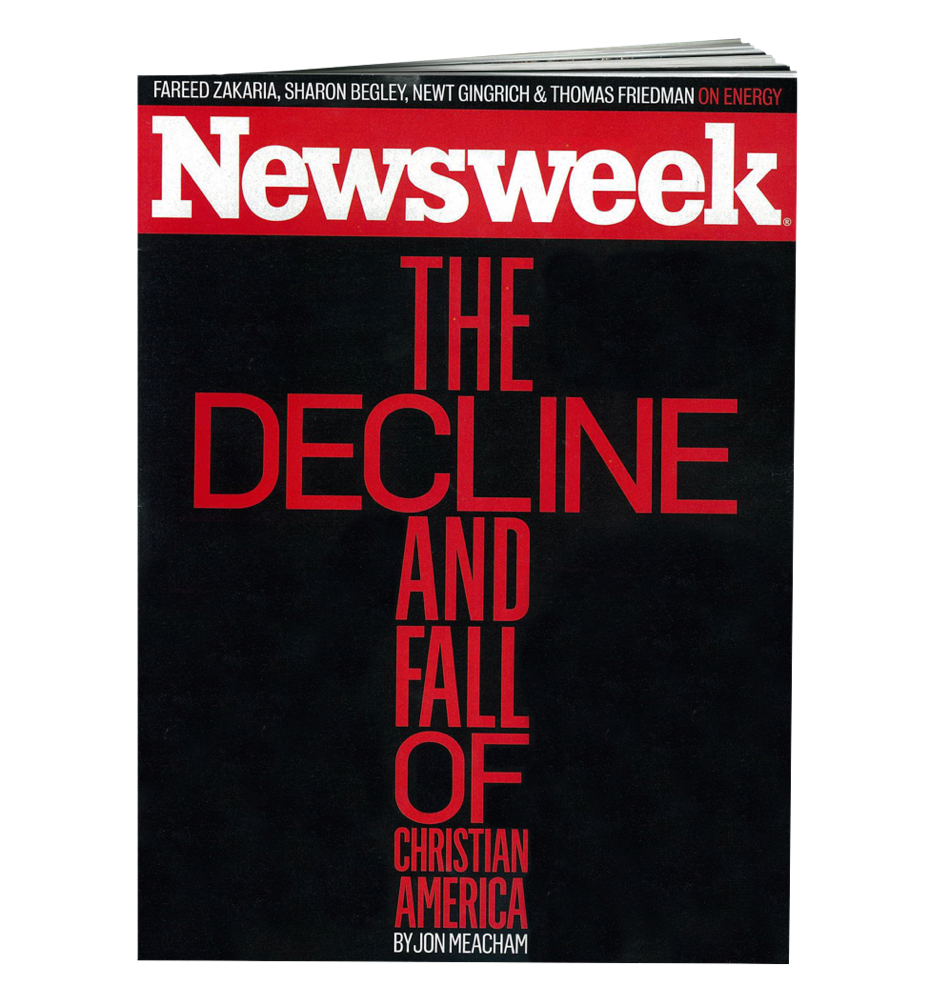 FAREED ZAKARIA, SHARON BEGLEY, NEWT GINGRICH & THOMAS FRIEDMAN ON ENERGY
Newsweek®
THE
DECLINE
AND
FALL
OF
CHRISTIAN
AMERICA
BY JON MEACHAM